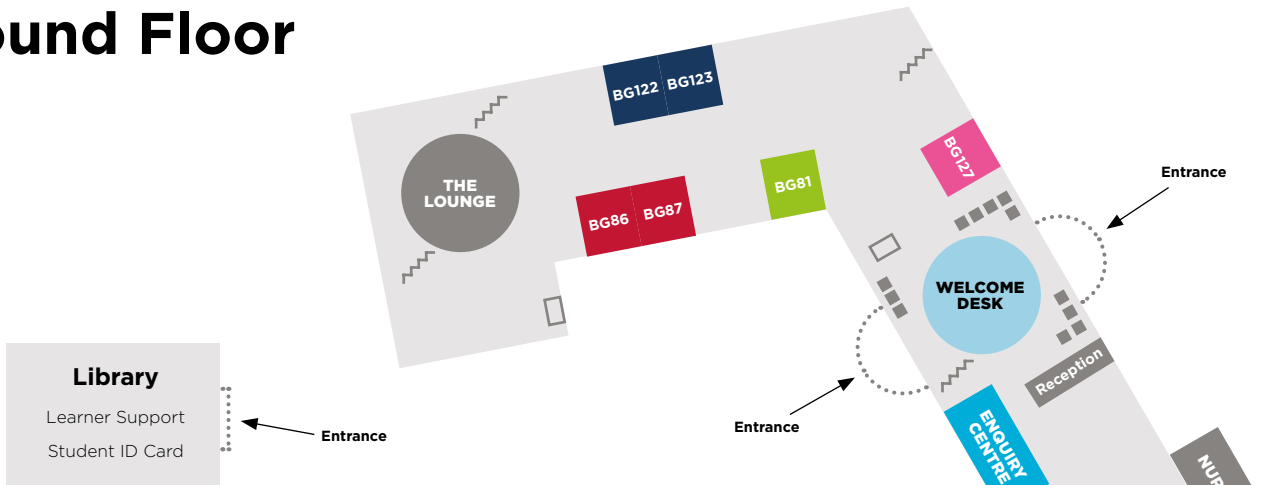 ound Floor
BG122
BG123
BG127
Entrance
THE
LOUNGE
BG86
BG87
BG81
WELCOME
DESK
Reception
Library
Learner Support
Student ID Card
Entrance
Entrance
ENQUIRY
CENTRE